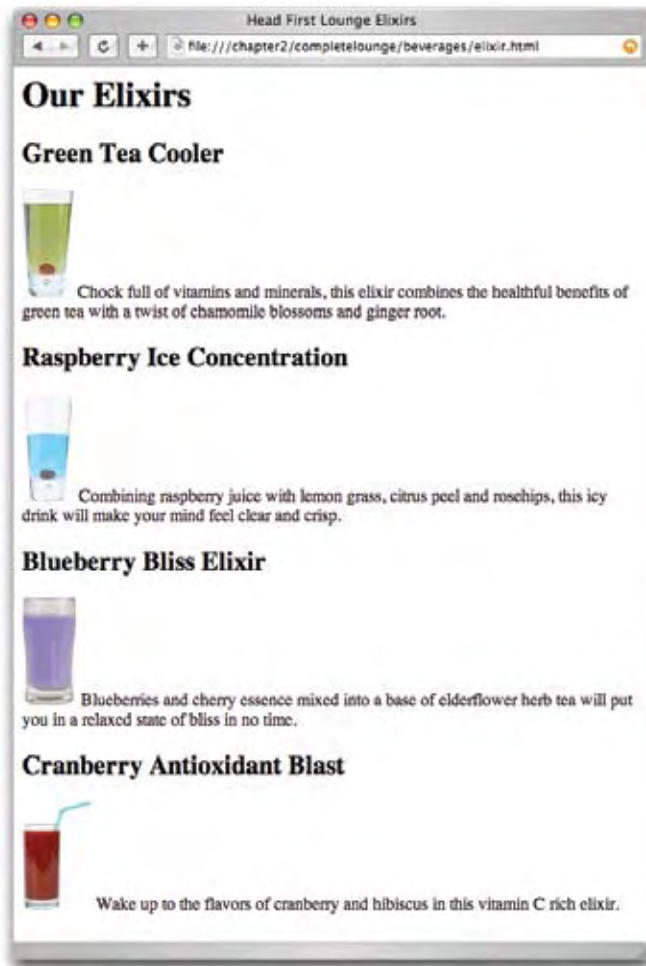 Head First Lounge Elixirs
file:///chapter2/completelounge/beverages/elixir.html
Our Elixirs
Green Tea Cooler
Chock full of vitamins and minerals, this elixir combines the healthful benefits of
green tea with a twist of chamomile blossoms and ginger root.
Raspberry Ice Concentration
Combining raspberry juice with lemon grass, citrus peel and rosehips, this icy
drink will make your mind feel clear and crisp.
Blueberry Bliss Elixir
Blueberries and cherry essence mixed into a base of elderflower herb tea will put
you in a relaxed state of bliss in no time.
Cranberry Antioxidant Blast
Wake up to the flavors of cranberry and hibiscus in this vitamin C rich elixir.